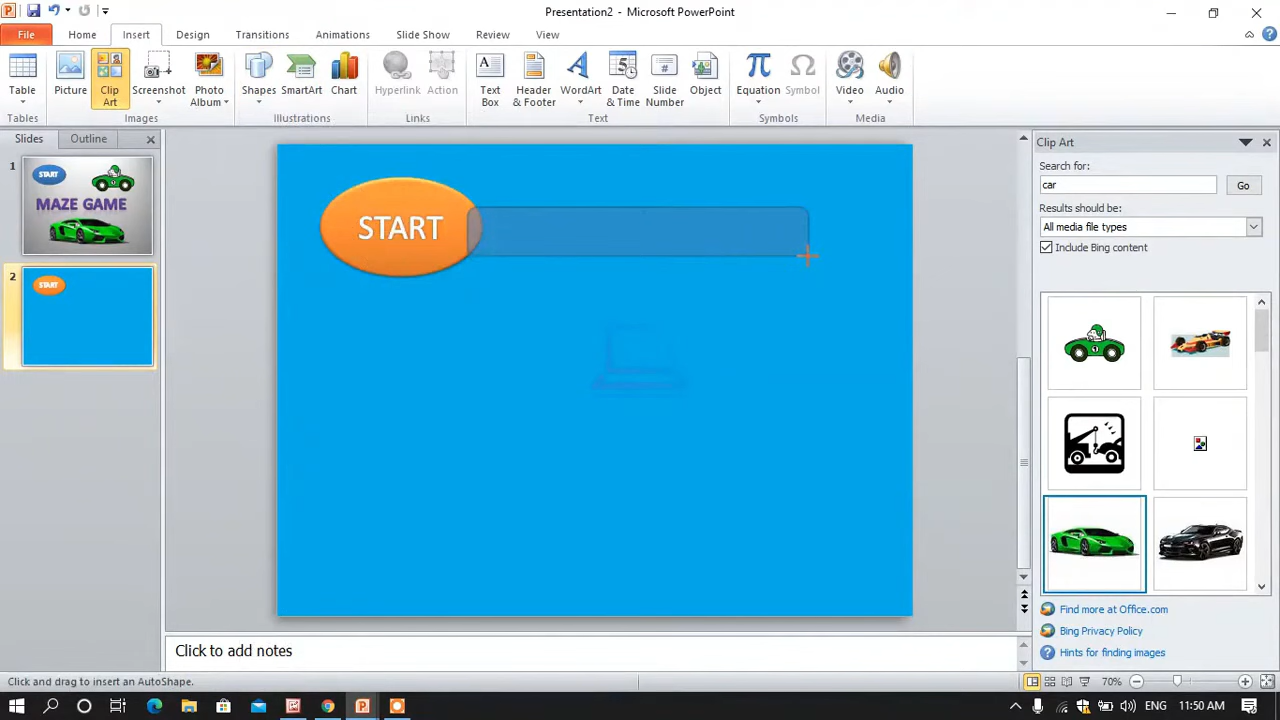 Presentation2 - Microsoft PowerPoint
File Home Insert Design Transitions Animations Slide Show Review View
Table
Picture
Clip
Art
Screenshot
Photo
Album
Shapes
SmartArt
Chart
Hyperlink
Action
Text
Box
Header
& Footer
WordArt
Date
& Time
Slide
Number
Object
Equation
Symbol
Video
Audio
Tables
Images
Illustrations
Links
Text
Symbols
Media
Slides
Outline
1
START
MAZE GAME
2
START
START
Clip Art
Search for:
car
Go
Results should be:
All media file types
Include Bing content
Find more at Office.com
Bing Privacy Policy
Hints for finding images
Click to add notes
Click and drag to insert an AutoShape.
70%
ENG
11:50 AM